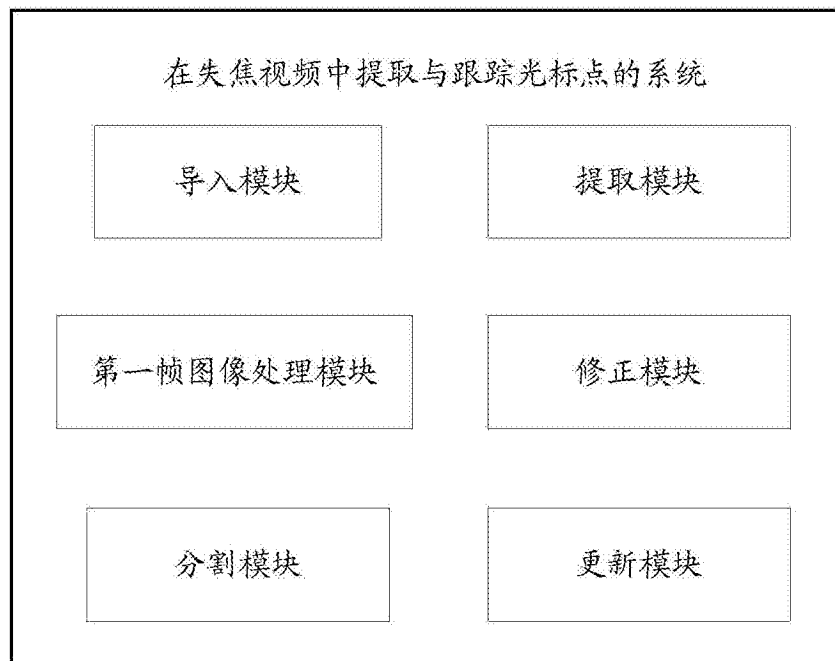 在失焦视频中提取与跟踪光标点的系统
导入模块
提取模块
第一帧图像处理模块
修正模块
分割模块
更新模块